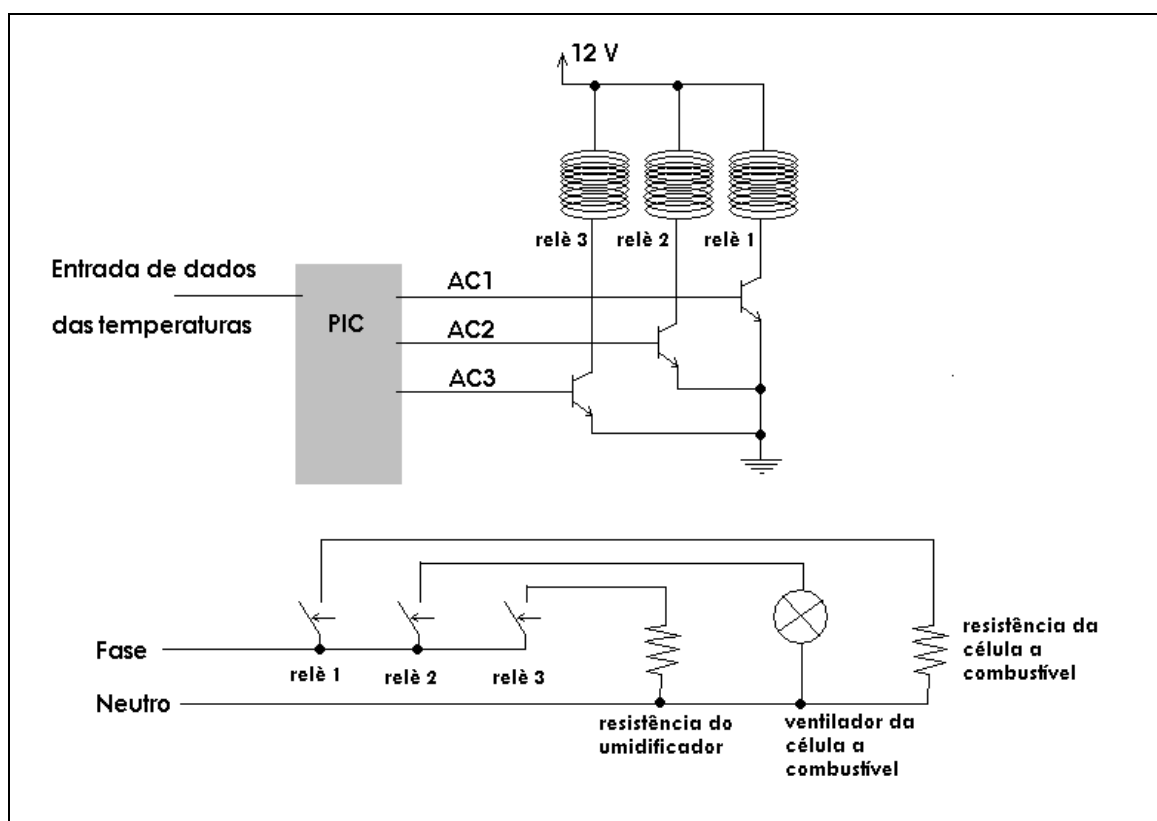 12 V
relè 3
relè 2
relè 1
Entrada de dados
das temperaturas
PIC
AC1
AC2
AC3
Fase
Neutro
relè 1
relè 2
relè 3
resistência do
umidificador
ventilador da
célula a
combustível
resistência da
célula a
combustível